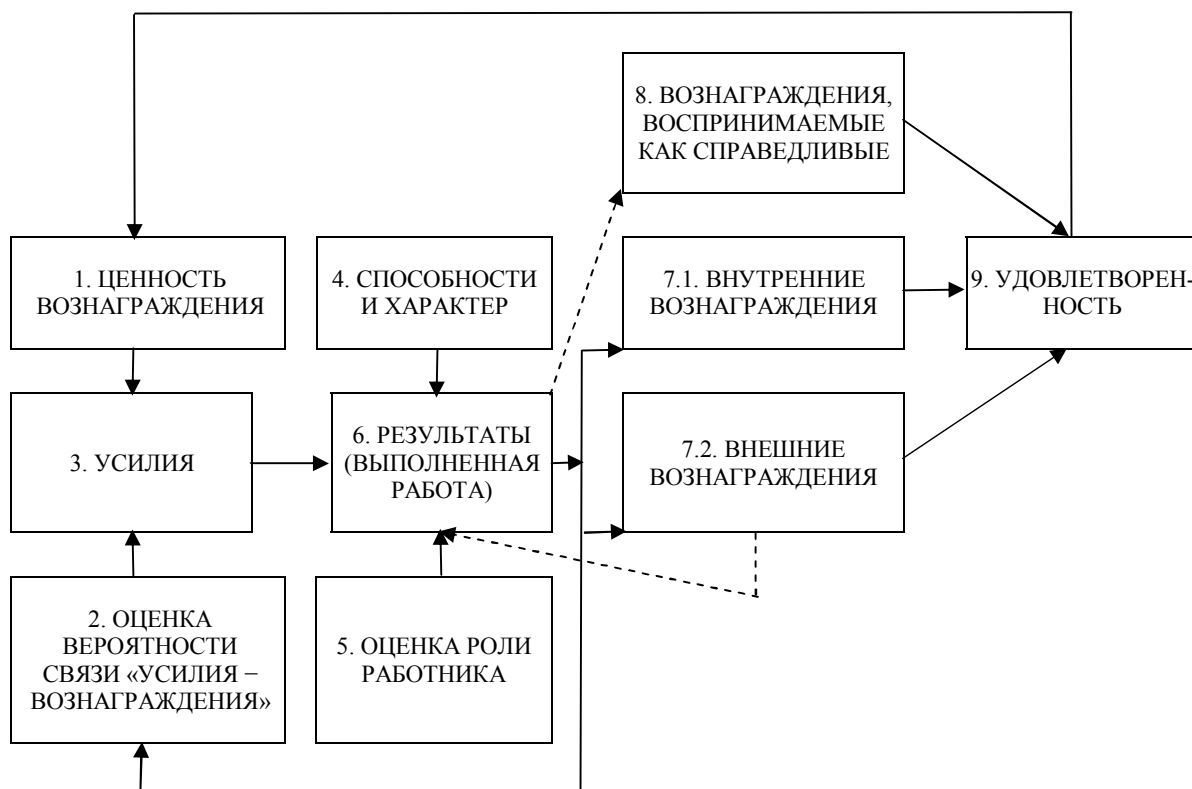 8. ВОЗНАГРАЖДЕНИЯ,
ВОСПРИНИМАЕМЫЕ
КАК СПРАВЕДЛИВЫЕ
1. ЦЕННОСТЬ
ВОЗНАГРАЖДЕНИЯ
4. СПОСОБНОСТИ
И ХАРАКТЕР
7.1. ВНУТРЕННИЕ
ВОЗНАГРАЖДЕНИЯ
9. УДОВЛЕТВОРЕН-
НОСТЬ
3. УСИЛИЯ
6. РЕЗУЛЬТАТЫ
(ВЫПОЛНЕННАЯ
РАБОТА)
7.2. ВНЕШНИЕ
ВОЗНАГРАЖДЕНИЯ
2. ОЦЕНКА
ВЕРОЯТНОСТИ
СВЯЗИ «УСИЛИЯ −
ВОЗНАГРАЖДЕНИЯ»
5. ОЦЕНКА РОЛИ
РАБОТНИКА